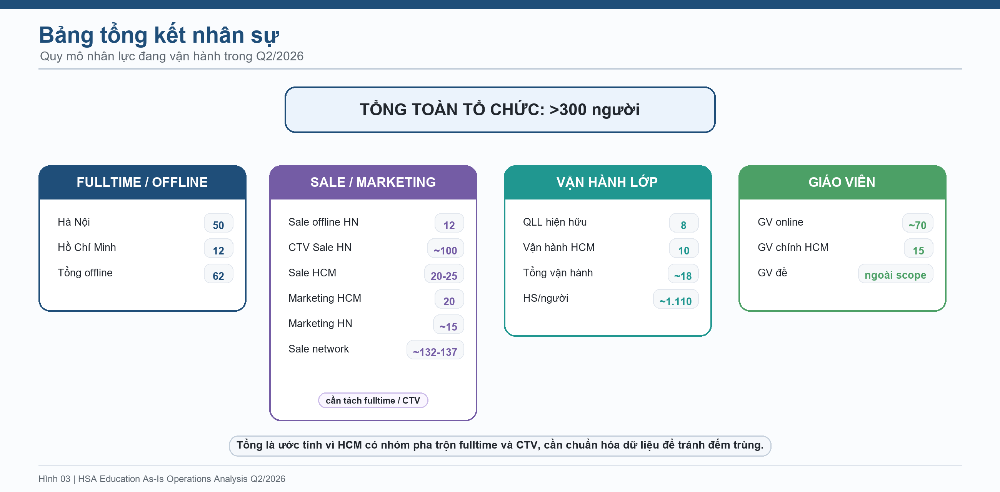 Bảng tổng kết nhân sự
Quy mô nhân lực đang vận hành trong Q2/2026
TỔNG TOÀN TỔ CHỨC: >300 người
FULLTIME / OFFLINE
Hà Nội 50
Hồ Chí Minh 12
Tổng offline 62
SALE / MARKETING
Sale offline HN 12
CTV Sale HN ~100
Sale HCM 20-25
Marketing HCM 20
Marketing HN ~15
Sale network ~132-137
cần tách fulltime / CTV
VẬN HÀNH LỚP
QLL hiện hữu 8
Vận hành HCM 10
Tổng vận hành ~18
HS/người ~1.110
GIÁO VIÊN
GV online ~70
GV chính HCM 15
GV đề ngoài scope
Tổng là ước tính vì HCM có nhóm pha trộn fulltime và CTV, cần chuẩn hóa dữ liệu để tránh đếm trùng.
Hình 03 | HSA Education As-Is Operations Analysis Q2/2026